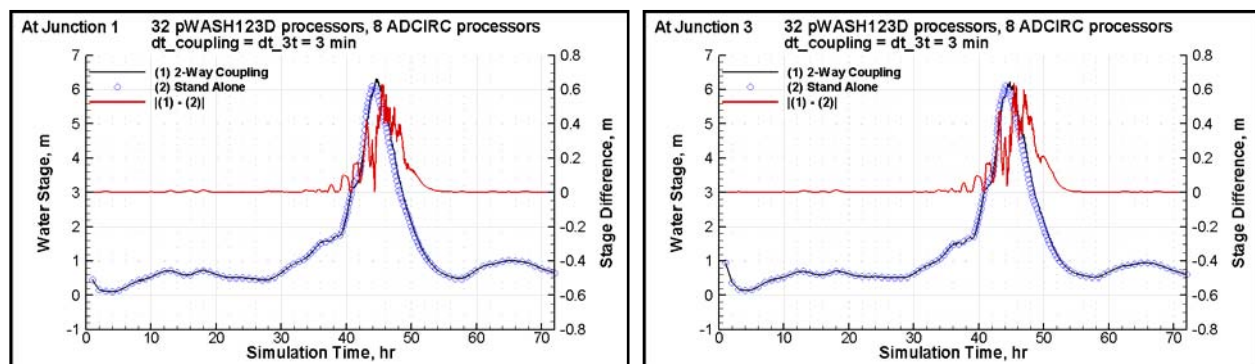 At Junction 1
32 pWASH123D processors, 8 ADCIRC processors
dt_coupling = dt_3t = 3 min
(1) 2-Way Coupling
(2) Stand Alone
|(1) - (2)|
Water Stage, m
7
6
5
4
3
2
1
0
-1
0.8
0.6
0.4
0.2
0
-0.2
-0.4
-0.6
-0.8
Stage Difference, m
0 10 20 30 40 50 60 70
Simulation Time, hr
At Junction 3
32 pWASH123D processors, 8 ADCIRC processors
dt_coupling = dt_3t = 3 min
(1) 2-Way Coupling
(2) Stand Alone
|(1) - (2)|
Water Stage, m
7
6
5
4
3
2
1
0
-1
0.8
0.6
0.4
0.2
0
-0.2
-0.4
-0.6
-0.8
Stage Difference, m
0 10 20 30 40 50 60 70
Simulation Time, hr